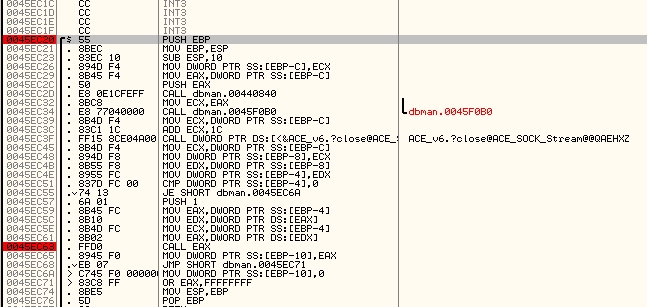 0045EC1C CC INT3
0045EC1D CC INT3
0045EC1E CC INT3
0045EC1F CC INT3
0045EC20 $ 55 PUSH EBP
0045EC21 . 8BEC MOV EBP,ESP
0045EC23 . 83EC 10 SUB ESP,10
0045EC26 . 894D F4 MOV DWORD PTR SS:[EBP-C],ECX
0045EC29 . 8B45 F4 MOV EAX,DWORD PTR SS:[EBP-C]
0045EC2C . 50 PUSH EAX
0045EC2D . E8 0E1CFEFF CALL dbman.00440840
0045EC32 . 8BC8 MOV ECX,EAX
0045EC34 . E8 77040000 CALL dbman.0045F0B0 dbman.0045F0B0
0045EC39 . 8B4D F4 MOV ECX,DWORD PTR SS:[EBP-C]
0045EC3C . 83C1 1C ADD ECX,1C
0045EC3F . FF15 8CE04A00 CALL DWORD PTR DS:[<&ACE_v6.?close@ACE_S ACE_v6.?close@ACE_SOCK_Stream@@QAEHXZ
0045EC45 . 8B4D F4 MOV ECX,DWORD PTR SS:[EBP-C]
0045EC48 . 894D F8 MOV DWORD PTR SS:[EBP-8],ECX
0045EC4B . 8B55 F8 MOV EDX,DWORD PTR SS:[EBP-8]
0045EC4E . 8955 FC MOV DWORD PTR SS:[EBP-4],EDX
0045EC51 . 837D FC 00 CMP DWORD PTR SS:[EBP-4],0
0045EC55 . 74 13 JE SHORT dbman.0045EC6A
0045EC57 . 6A 01 PUSH 1
0045EC59 . 8B45 FC MOV EAX,DWORD PTR SS:[EBP-4]
0045EC5C . 8B10 MOV EDX,DWORD PTR DS:[EAX]
0045EC5E . 8B4D FC MOV ECX,DWORD PTR SS:[EBP-4]
0045EC61 . 8B02 MOV EAX,DWORD PTR DS:[EDX]
0045EC63 . FFD0 CALL EAX
0045EC65 . 8945 F0 MOV DWORD PTR SS:[EBP-10],EAX
0045EC68 . EB 07 JMP SHORT dbman.0045EC71
0045EC6A > C745 F0 000000 MOV DWORD PTR SS:[EBP-10],0
0045EC71 > 83C8 FF OR EAX,FFFFFFFF
0045EC74 . 8BE5 MOV ESP,EBP
0045EC76 . 5D POP EBP